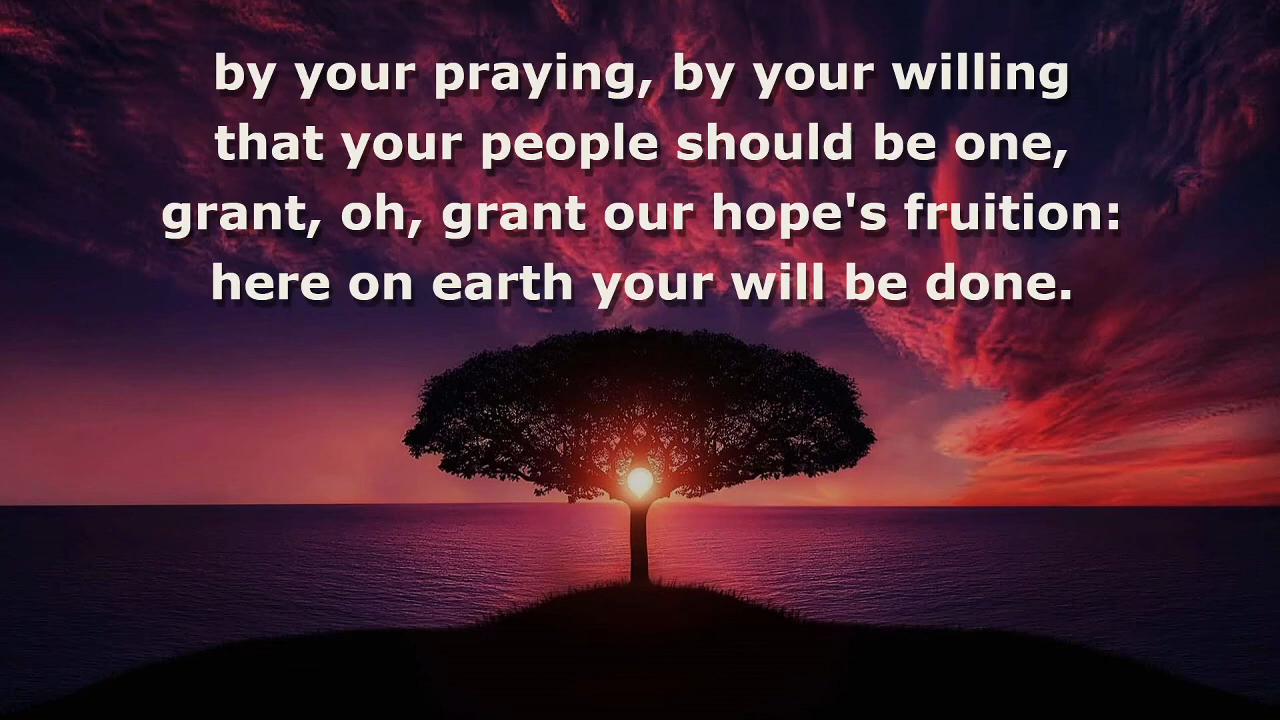 by your praying, by your willing
that your people should be one,
grant, oh, grant our hope's fruition:
here on earth your will be done.